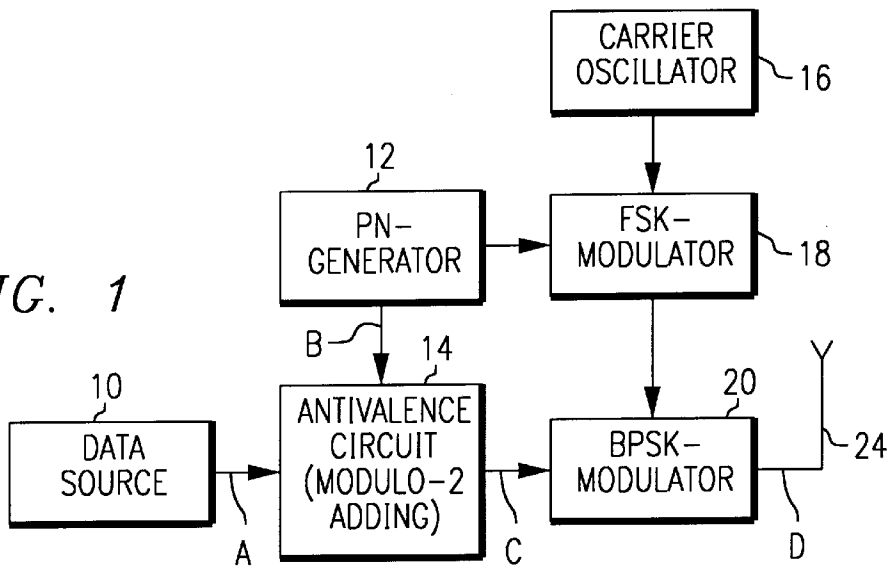 CARRIER
OSCILLATOR
16
12
PN-
GENERATOR
FSK-
MODULATOR
18
IG. 1
B
14
10
DATA
SOURCE
A
ANTIVALENCE
CIRCUIT
(MODULO-2
ADDING)
C
20
BPSK-
MODULATOR
D
24